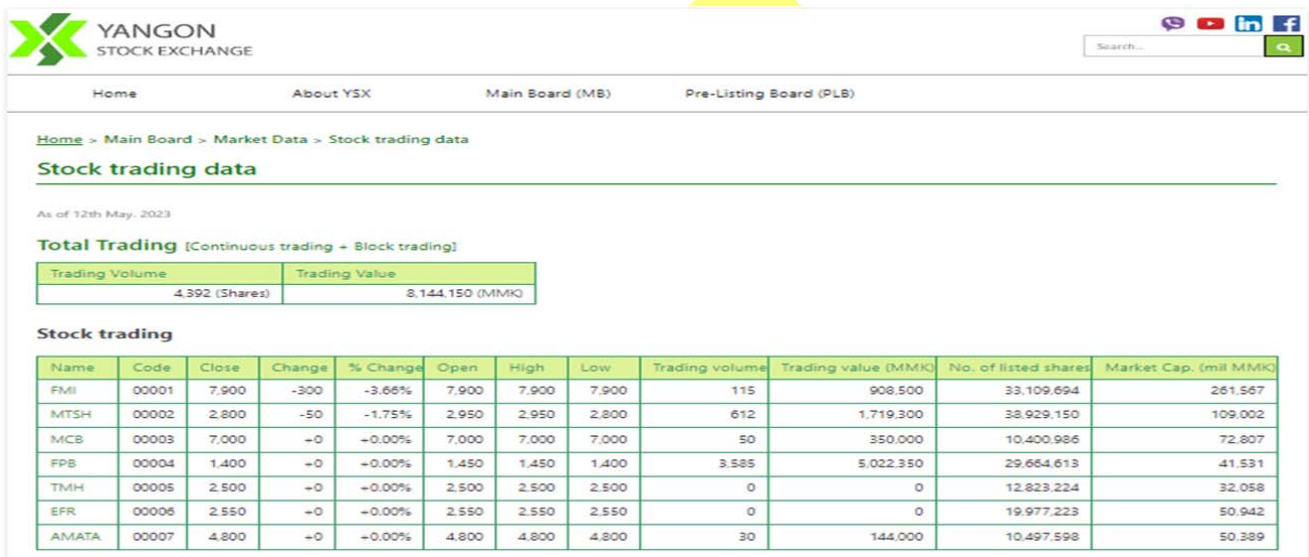 YANGON
STOCK EXCHANGE
in f
Search...
Home About YSX Main Board (MB) Pre-Listing Board (PLB)
Home > Main Board > Market Data > Stock trading data
Stock trading data
As of 12th May. 2023
Total Trading [Continuous trading + Block trading]
Trading Volume Trading Value
4,392 (Shares) 8,144,150 (MMK)
Stock trading
Name Code Close Change % Change Open High Low Trading volume Trading value (MMK) No. of listed shares Market Cap. (mil MMK)
FMI 00001 7,900 -300 -3.66% 7,900 7,900 7,900 115 908,500 33,109,694 261,567
MTSH 00002 2,800 -50 -1.75% 2,950 2,950 2,800 612 1,719,300 38,929,150 109,002
MCB 00003 7,000 +0 +0.00% 7,000 7,000 7,000 50 350,000 10,400,986 72,807
FPB 00004 1,400 +0 +0.00% 1,450 1,450 1,400 3,585 5,022,350 29,664,613 41,531
TMH 00005 2,500 +0 +0.00% 2,500 2,500 2,500 0 0 12,823,224 32,058
EFR 00006 2,550 +0 +0.00% 2,550 2,550 2,550 0 0 19,977,223 50,942
AMATA 00007 4,800 +0 +0.00% 4,800 4,800 4,800 30 144,000 10,497,598 50,389